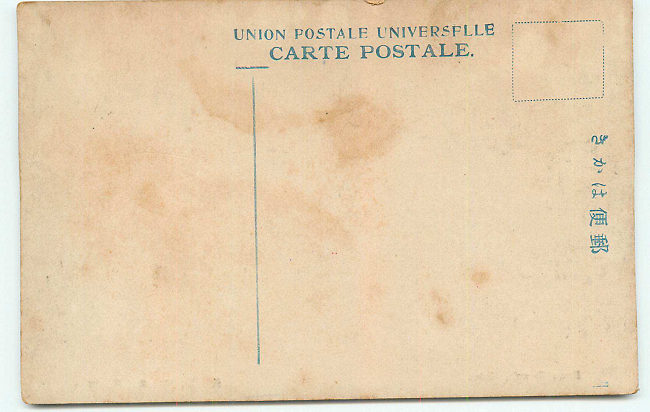 UNION POSTALE UNIVERSFLLE
CARTE POSTALE.
郵便はかき